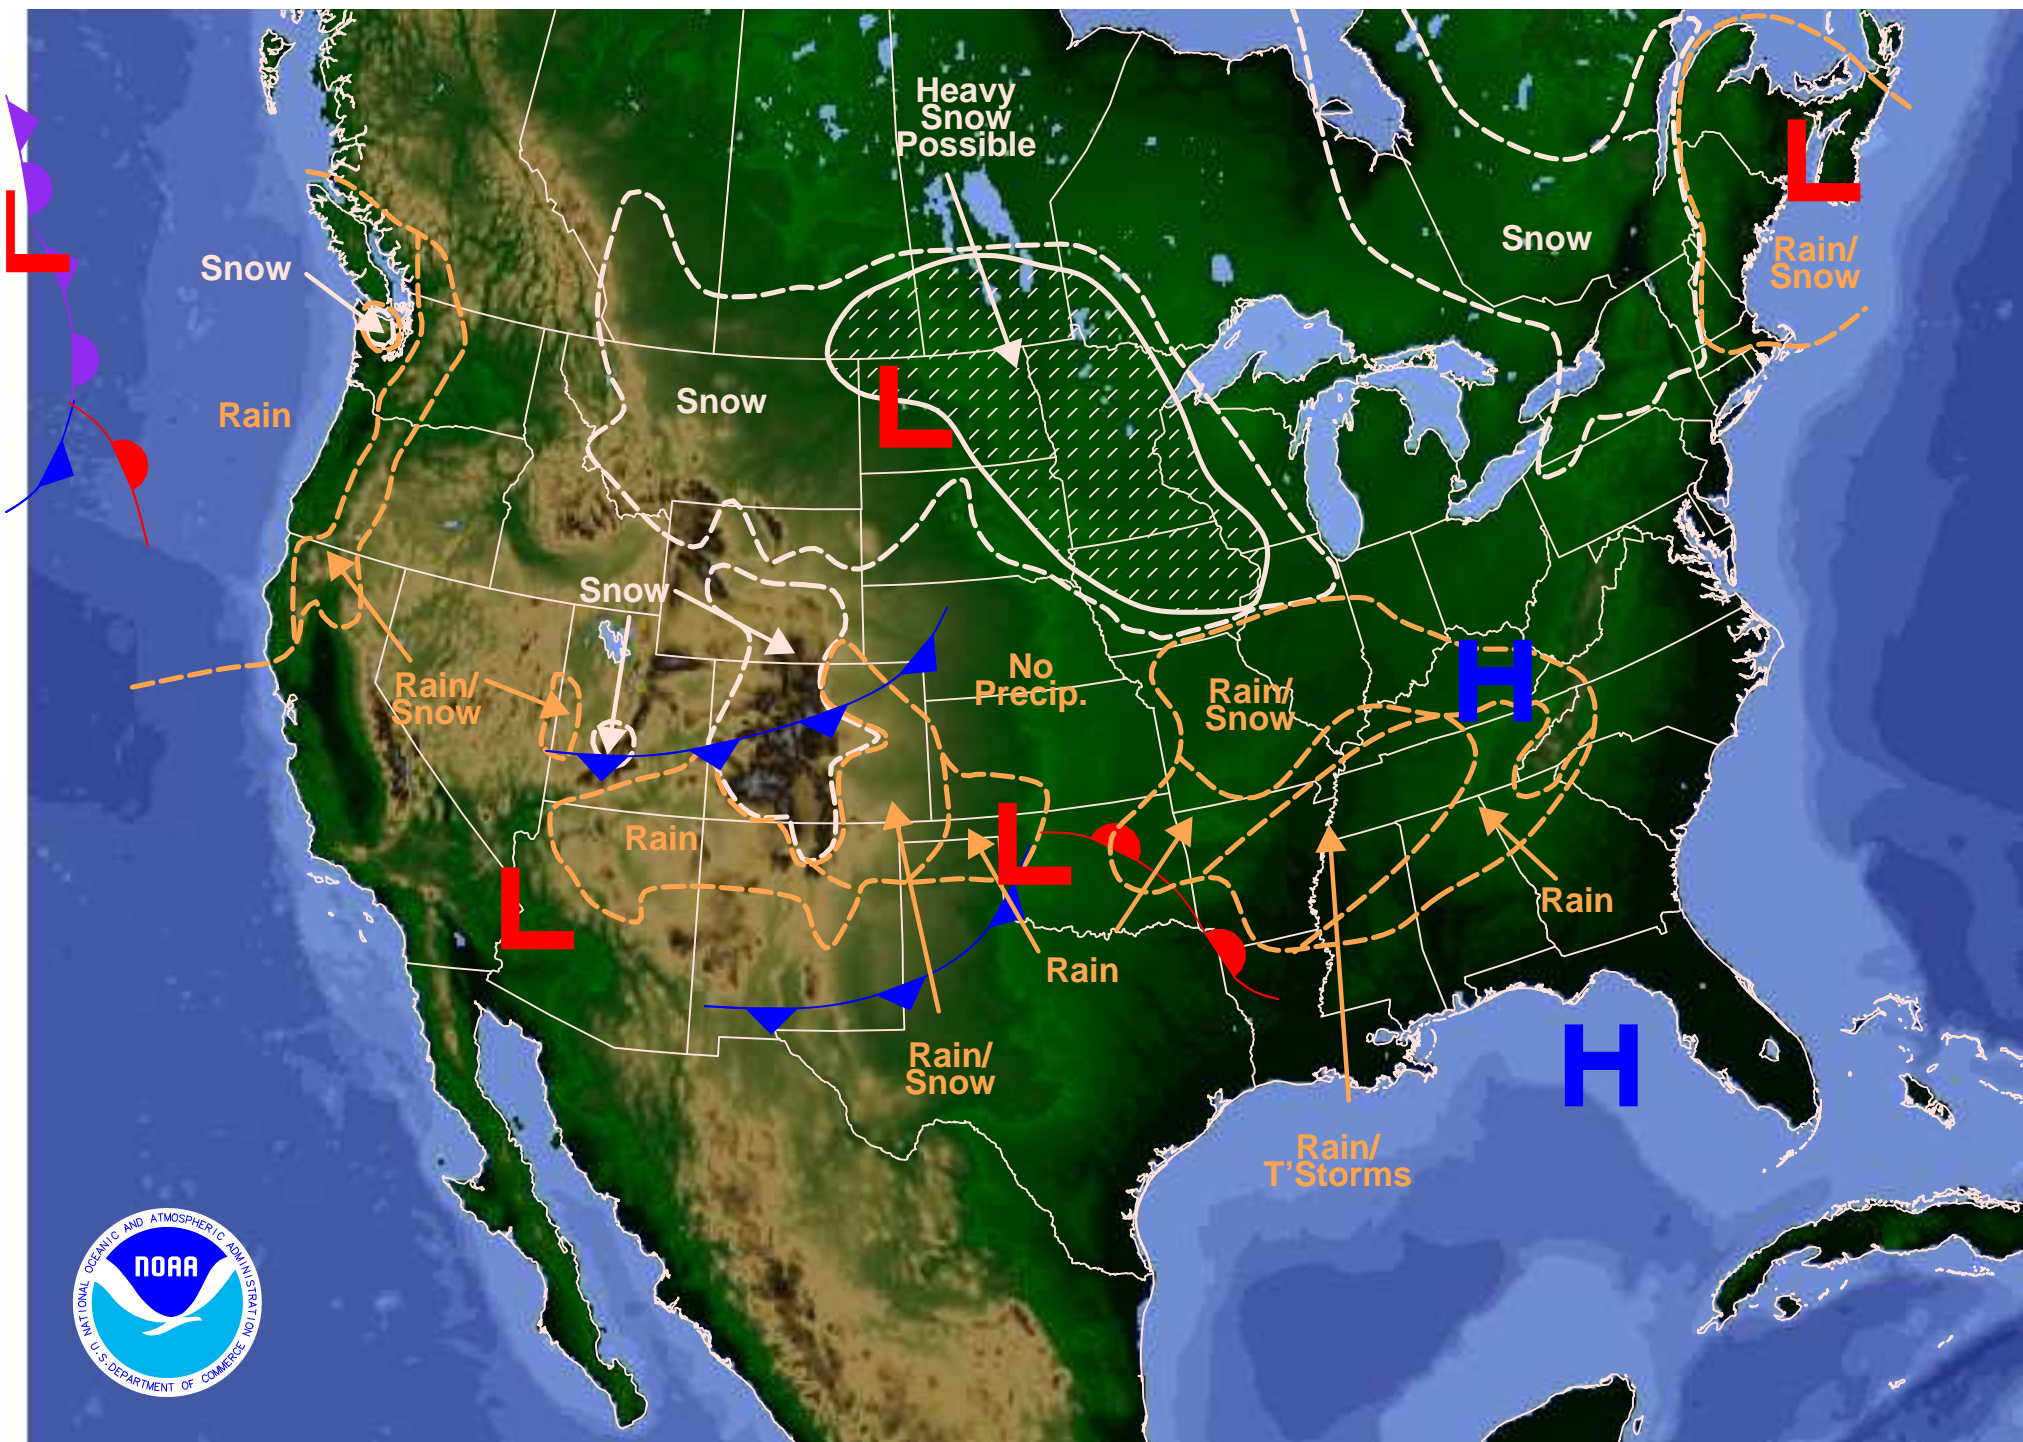 Heavy
Snow
Possible
L
Snow
Rain/
Snow
L
Snow
Rain
Snow
L
Snow
Rain/
Snow
No
Precip.
Rain/
Snow
H
Rain
L
L
Rain
Rain
Rain/
Snow
H
Rain/
T'Storms
NATIONAL OCEANIC AND ATMOSPHERIC ADMINISTRATION
NOAA
U.S. DEPARTMENT OF COMMERCE